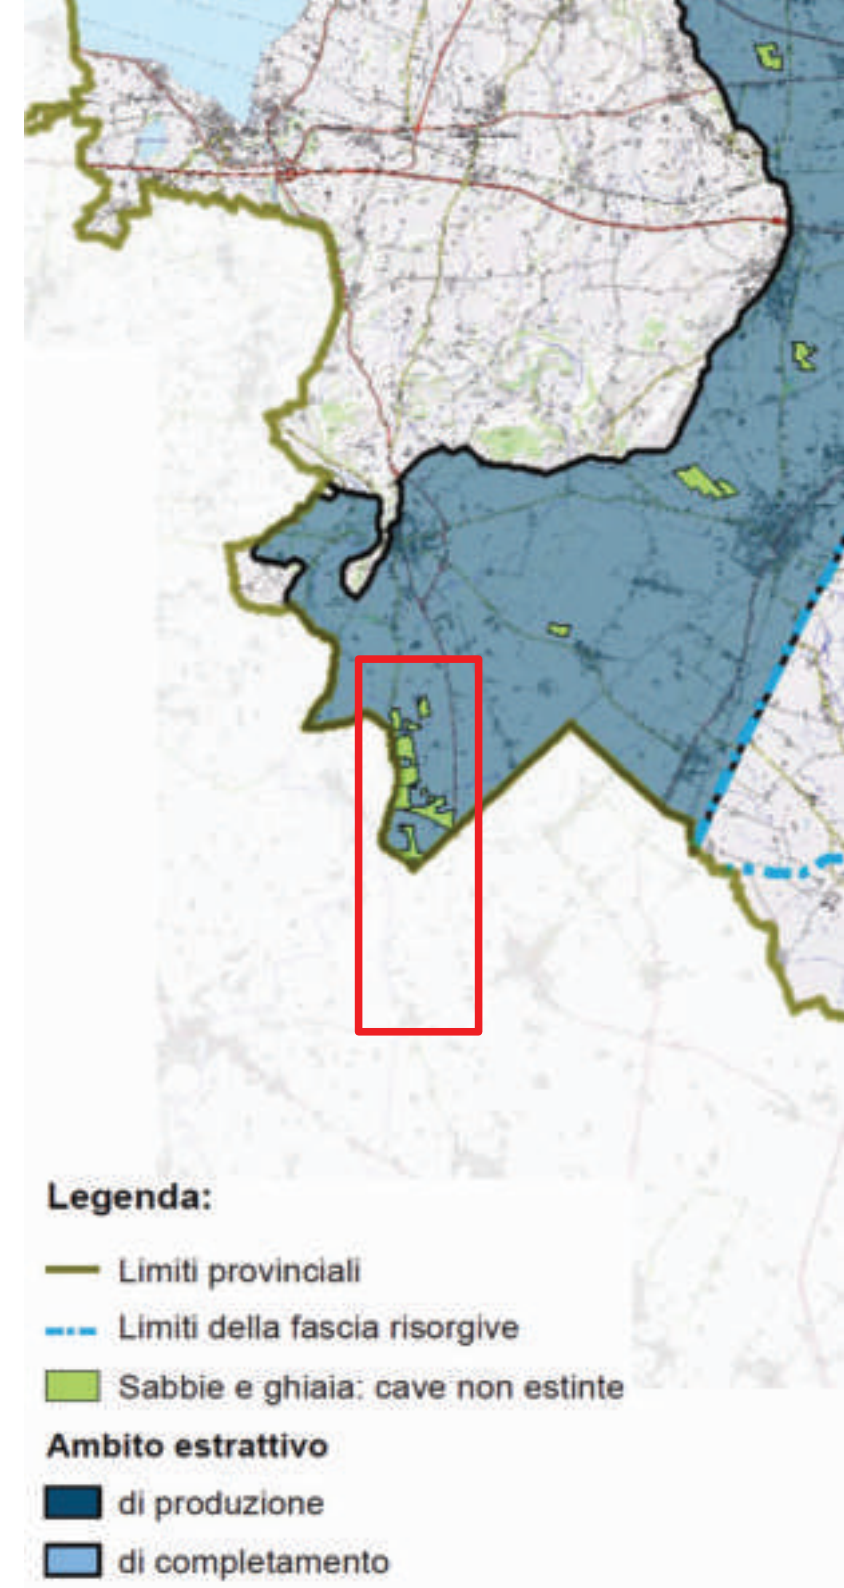 Legenda:
Limiti provinciali
Limiti della fascia risorgive
Sabbie e ghiaia: cave non estinte
Ambito estrattivo
di produzione
di completamento